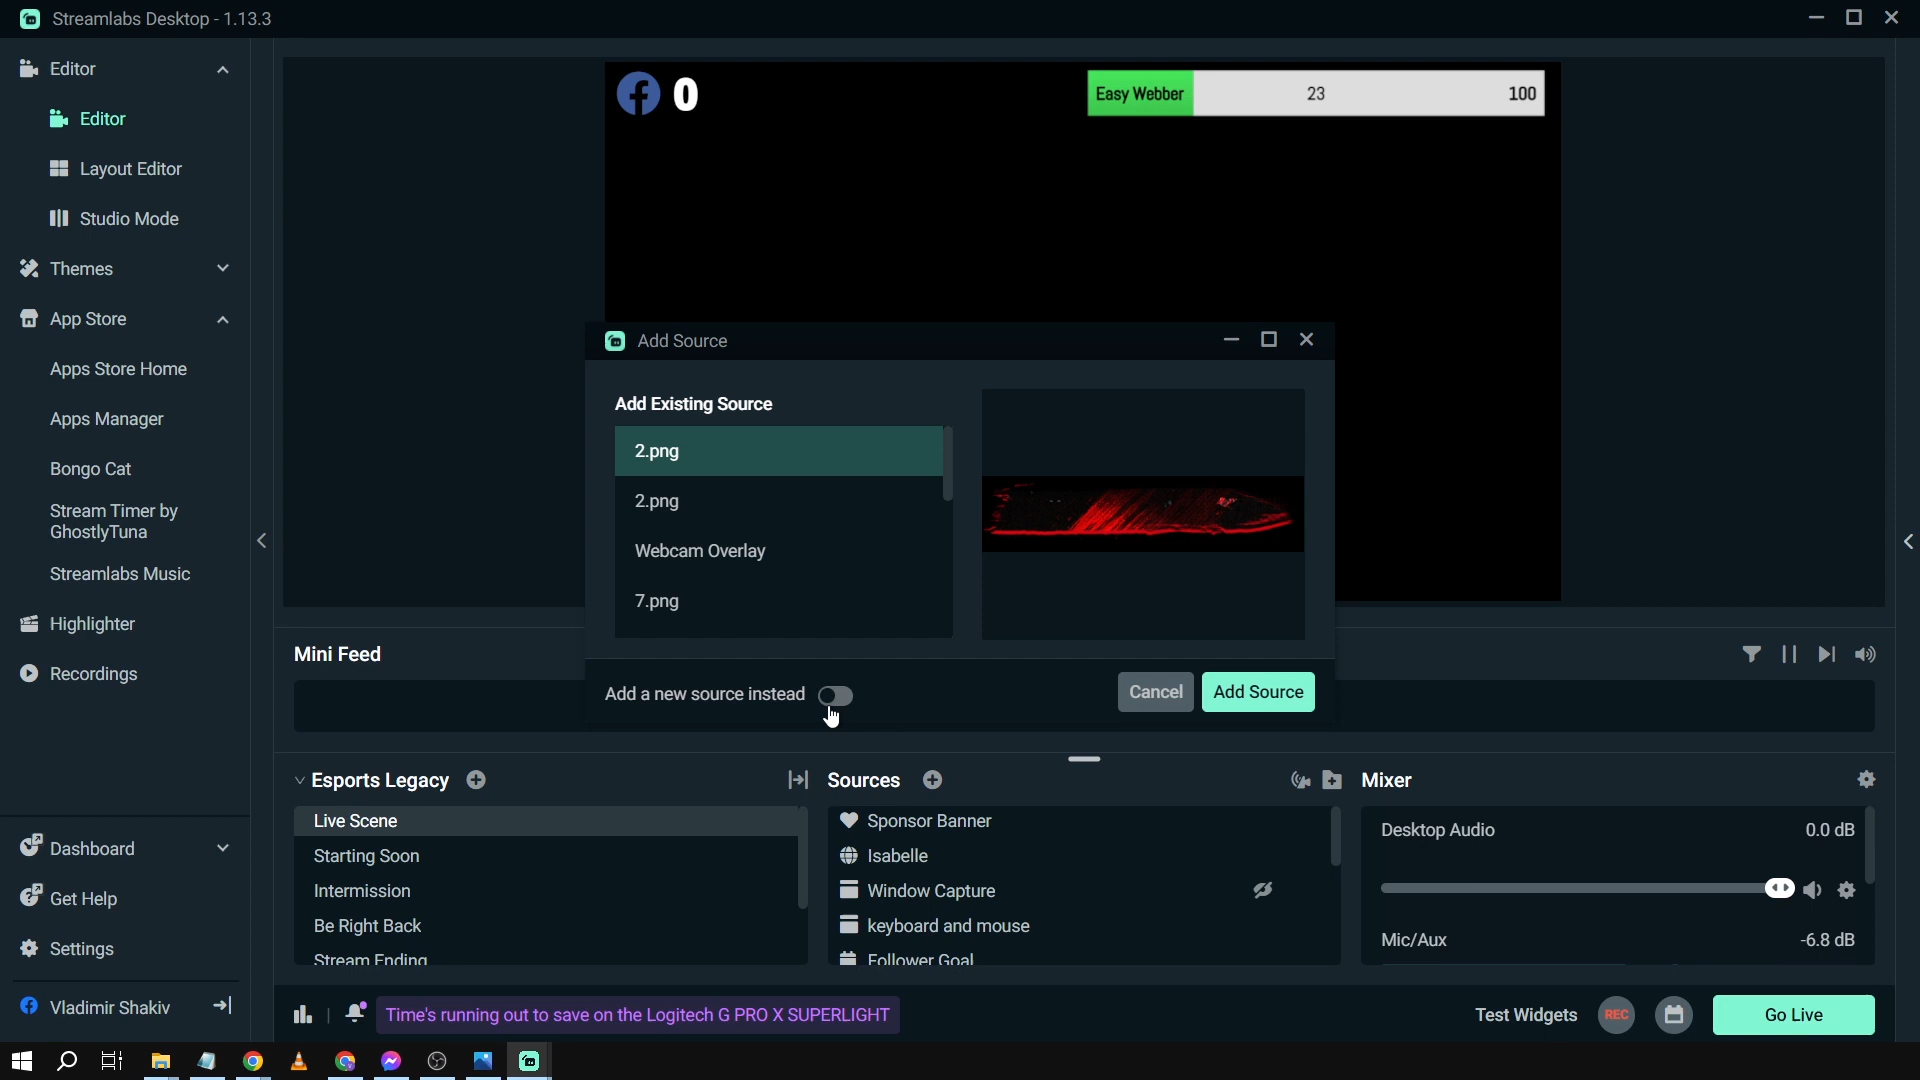 Streamlabs Desktop - 1.13.3
Editor
Editor
Layout Editor
Studio Mode
Themes
App Store
Apps Store Home
Apps Manager
Bongo Cat
Stream Timer by
GhostlyTuna
Streamlabs Music
Highlighter
Recordings
Dashboard
Get Help
Settings
Vladimir Shakiv
0
Easy Webber 23 100
Add Source
Add Existing Source
2.png
2.png
Webcam Overlay
7.png
Add a new source instead
Cancel
Add Source
Mini Feed
Esports Legacy
Live Scene
Starting Soon
Intermission
Be Right Back
Stream Ending
Sources
Sponsor Banner
Isabelle
Window Capture
keyboard and mouse
Follower Goal
Mixer
Desktop Audio 0.0 dB
Mic/Aux -6.8 dB
Time's running out to save on the Logitech G PRO X SUPERLIGHT
Test Widgets
REC
Go Live